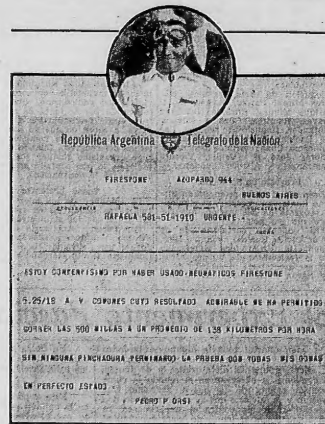 República Argentina Telégrafo de la Nación
FIRESTONE AZOPARDO 944
BUENOS AIRES
PROCEDENCIA
RAFAELA 581-51-1910 URGENTE.
ESTOY CONTENTISIMO POR HABER USADO NEUMATICOS FIRESTONE
5.25/18 A Y COMUNES CUYO RESULTADO ADMIRABLE ME HA PERMITIDO
CORRER LAS 500 MILLAS A UN PROMEDIO DE 138 KILOMETROS POR HORA
SIN NINGUNA PINCHADURA TERMINANDO LA PRUEBA CON TODAS MIS GOMAS
EN PERFECTO ESTADO -
PEDRO P ORSI